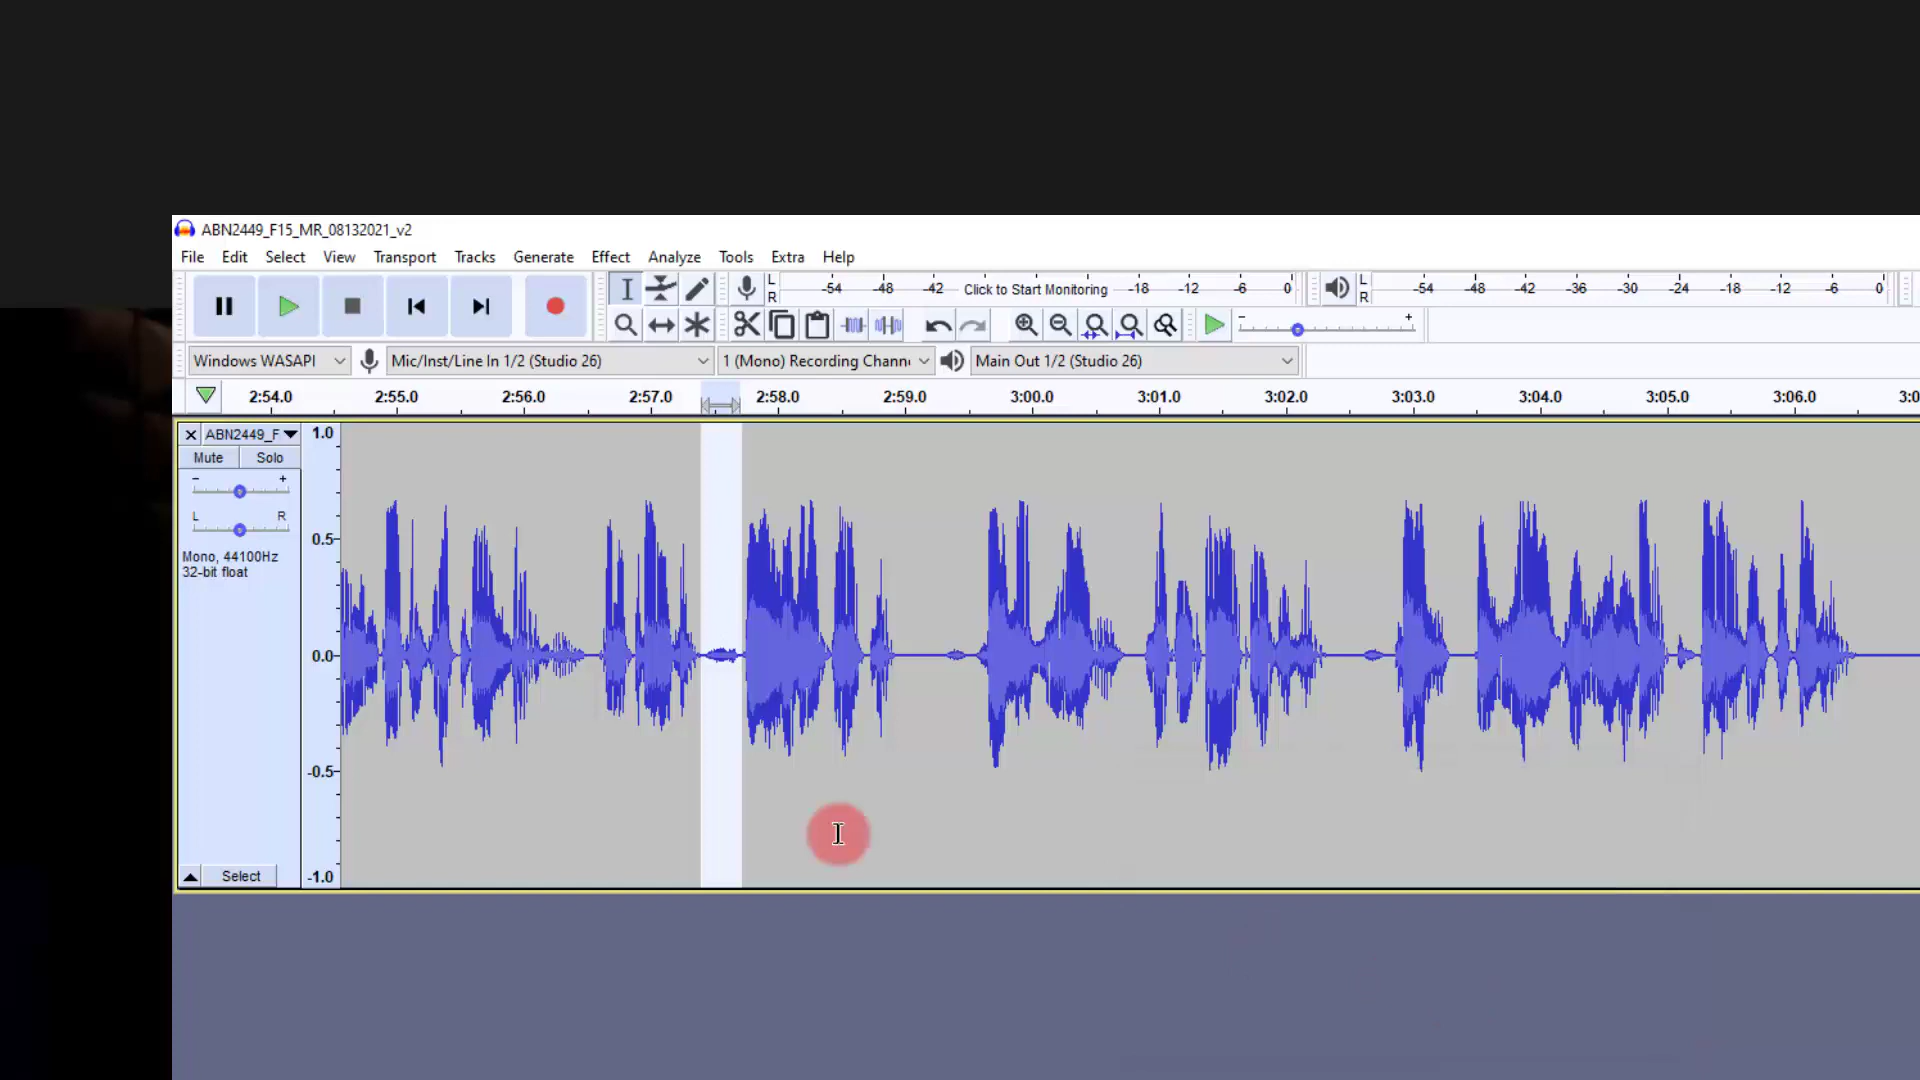 ABN2449_F15_MR_08132021_v2
File Edit Select View Transport Tracks Generate Effect Analyze Tools Extra Help
L R -54 -48 -42 Click to Start Monitoring -18 -12 -6 0 L R -54 -48 -42 -36 -30 -24 -18 -12 -6 0
- +
Windows WASAPI Mic/Inst/Line In 1/2 (Studio 26) 1 (Mono) Recording Chann Main Out 1/2 (Studio 26)
2:54.0 2:55.0 2:56.0 2:57.0 2:58.0 2:59.0 3:00.0 3:01.0 3:02.0 3:03.0 3:04.0 3:05.0 3:06.0 3:0
ABN2449_F 1.0
Mute Solo
- +
L R
0.5
Mono, 44100Hz
32-bit float
0.0
-0.5
Select -1.0